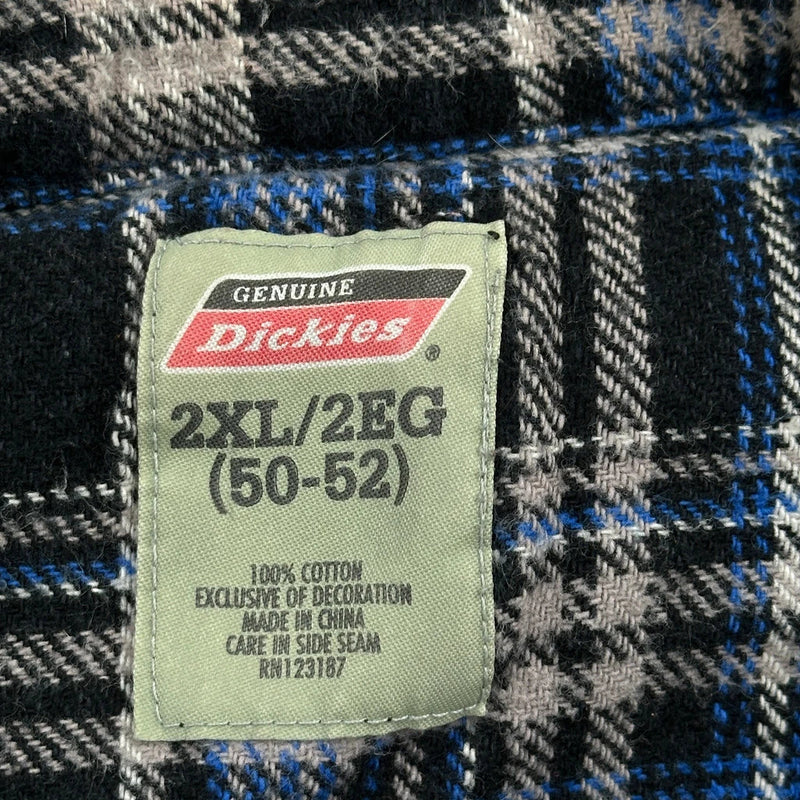 GENUINE
Dickies®
2XL/2EG
(50-52)
100% COTTON
EXCLUSIVE OF DECORATION
MADE IN CHINA
CARE IN SIDE SEAM
RN123187